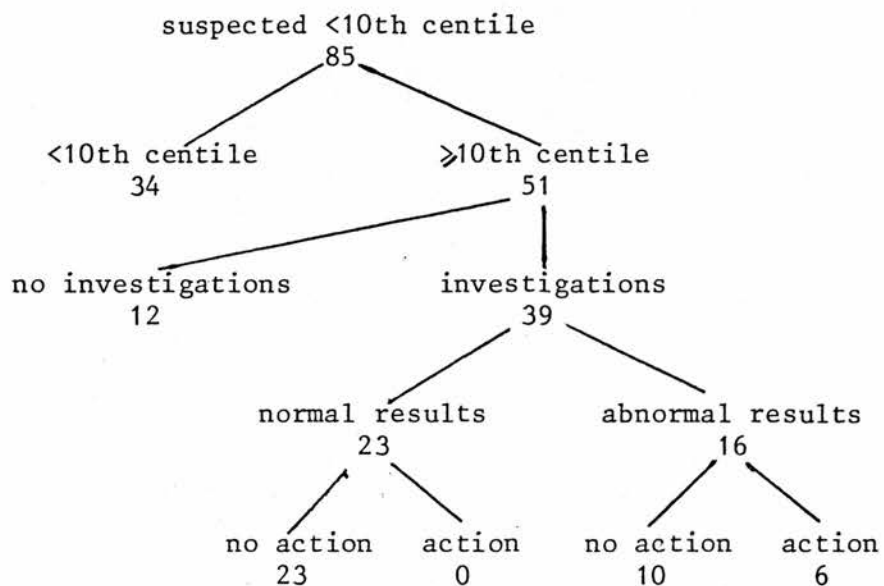 suspected <10th centile
85
<10th centile ⩾10th centile
34 51
no investigations investigations
12 39
normal results abnormal results
23 16
no action action no action action
23 0 10 6